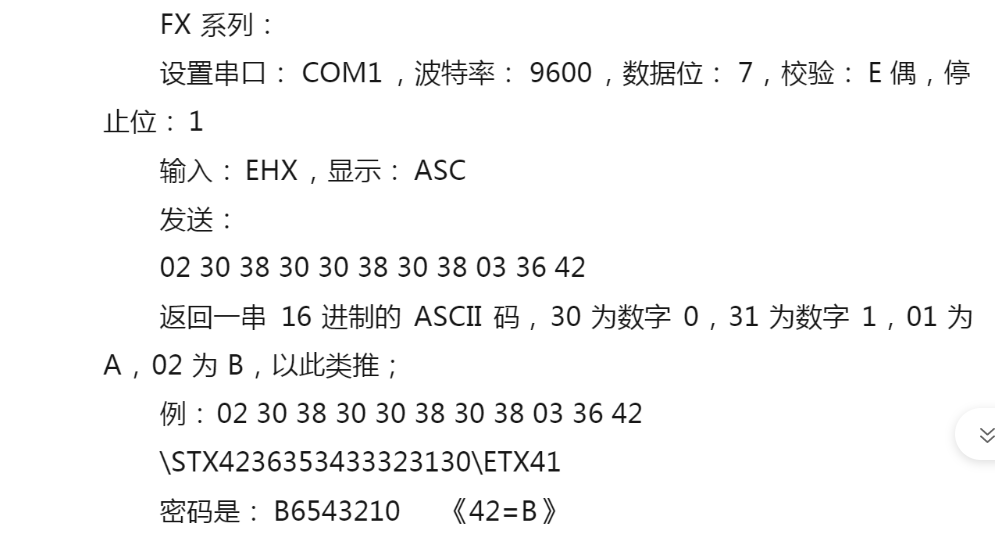 FX 系列：
设置串口：COM1，波特率：9600，数据位：7，校验：E 偶，停
止位：1
输入：EHX，显示：ASC
发送：
02 30 38 30 30 38 30 38 03 36 42
返回一串 16 进制的 ASCII 码，30 为数字 0，31 为数字 1，01 为
A，02 为 B，以此类推；
例：02 30 38 30 30 38 30 38 03 36 42
\STX4236353433323130\ETX41
密码是：B6543210 《42=B》